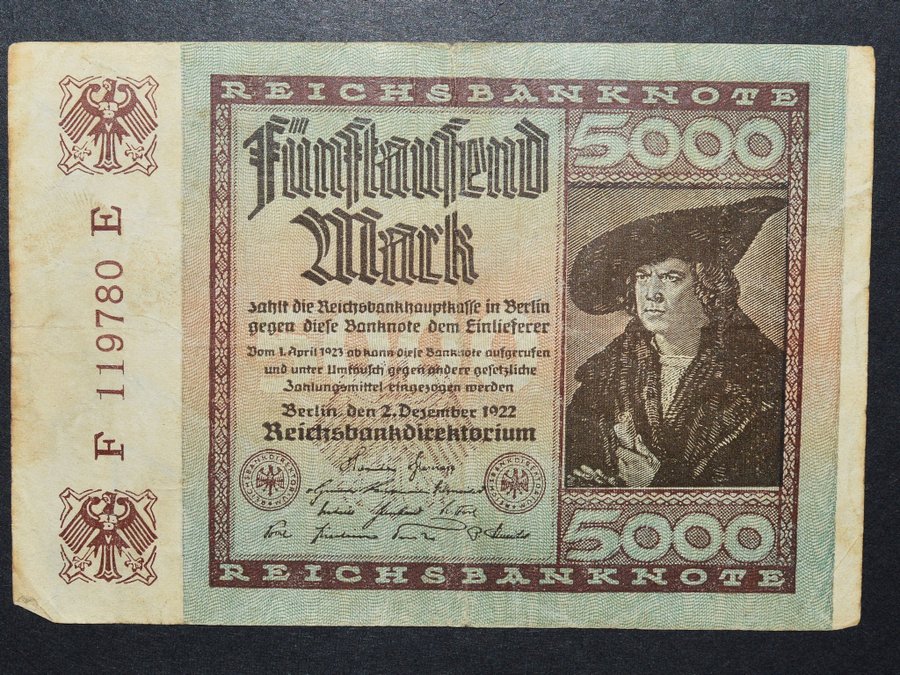 REICHSBANKNOTE
5000
Fünftausend
Mark
zahlt die Reichsbankhauptkasse in Berlin
gegen diese Banknote dem Einlieferer
Vom 1. April 1923 ab kann diese Banknote aufgerufen
und unter Umtausch gegen andere gesetzliche
Zahlungsmittel eingezogen werden
Berlin, den 2. Dezember 1922
Reichsbankdirektorium
F 119780 E
5000
REICHSBANKNOTE